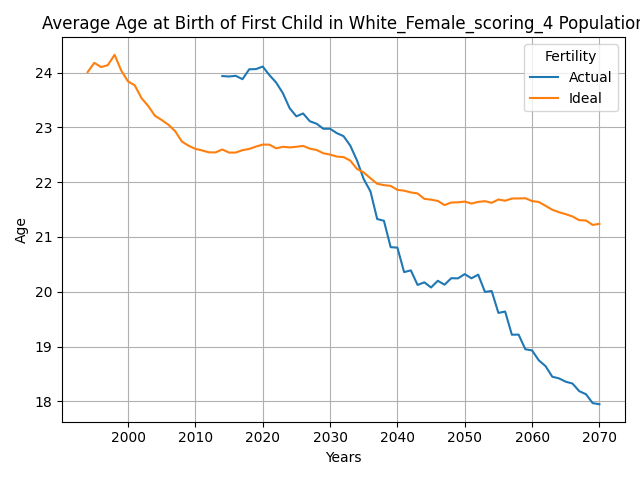 Average Age at Birth of First Child in White_Female_scoring_4 Population
Fertility
Actual
Ideal
Age
24
23
22
21
20
19
18
2000 2010 2020 2030 2040 2050 2060 2070
Years